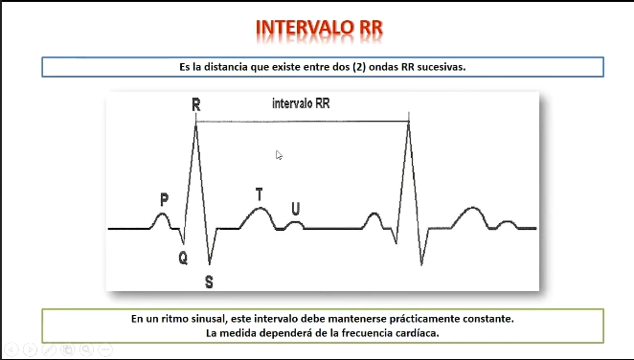 INTERVALO RR
Es la distancia que existe entre dos (2) ondas RR sucesivas.
R
intervalo RR
P
T
U
Q
S
En un ritmo sinusal, este intervalo debe mantenerse prácticamente constante.
La medida dependerá de la frecuencia cardíaca.